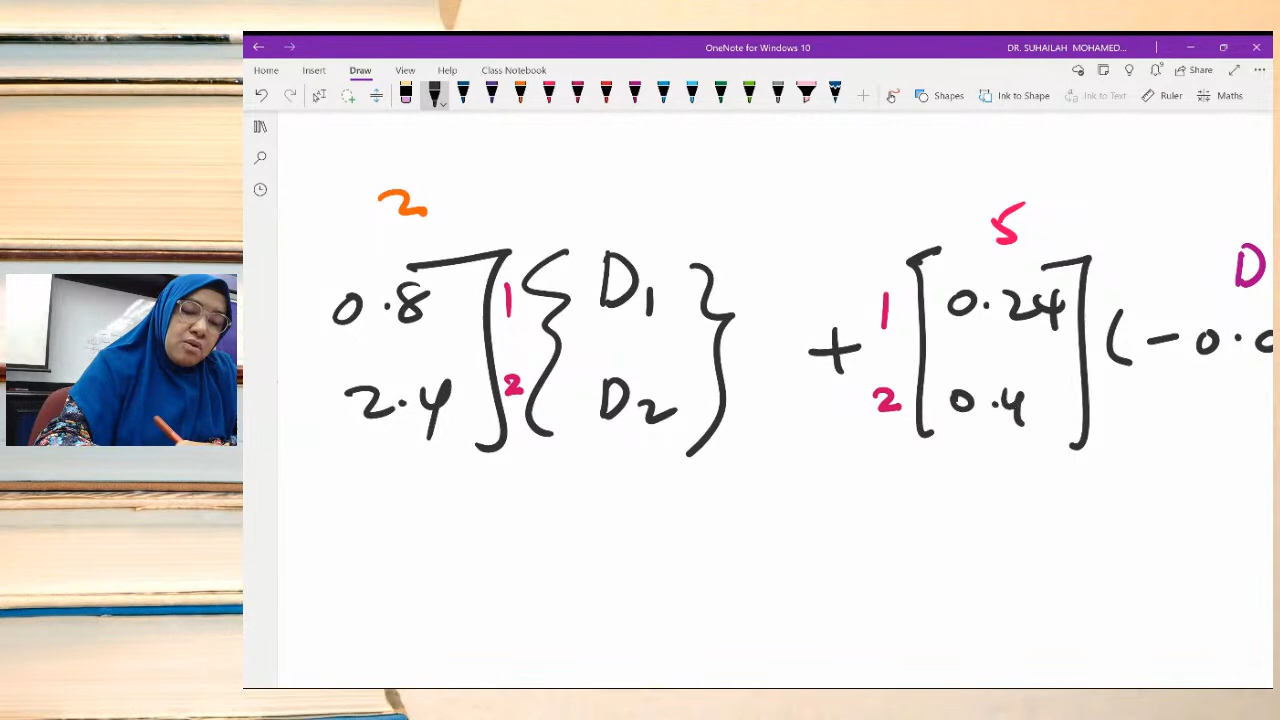 OneNote for Windows 10 DR. SUHAILAH MOHAMED...
Home Insert Draw View Help Class Notebook Share
Shapes Ink to Shape Ink to Text Ruler Maths
2 5
0.8 ] 1 { D1 } 1 [ 0.24 ] D
+ (-0.0
2.4 2 D2 2 0.4